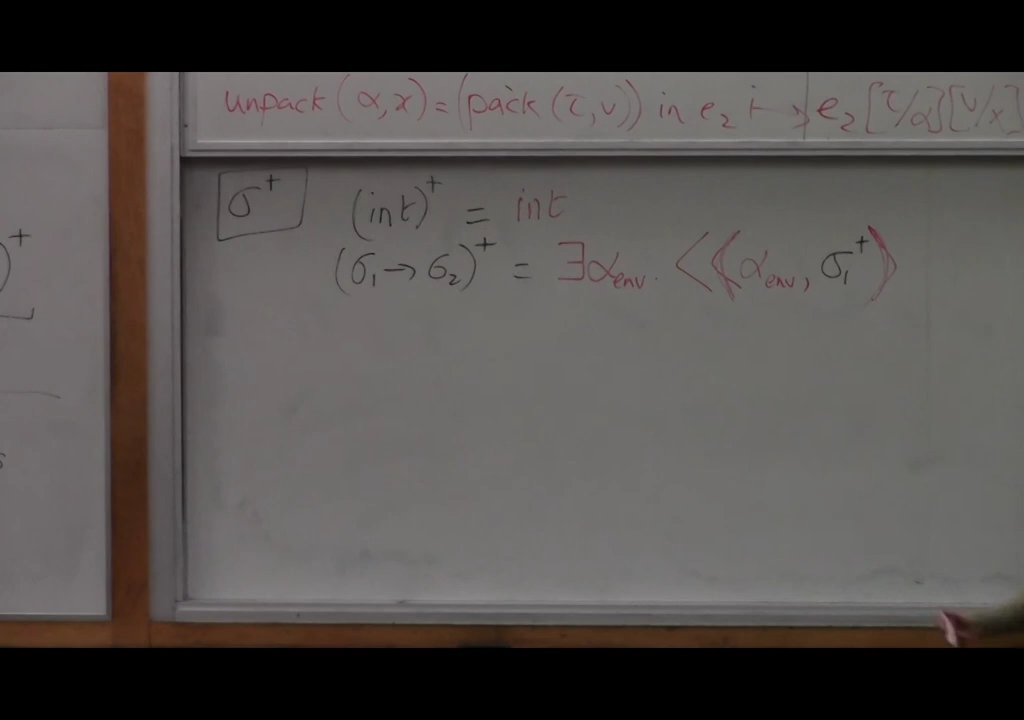 unpack (α,x) = (pack (τ,v)) in e₂ ↦ e₂[τ/α][v/x]
σ⁺ (int)⁺ = int
)⁺
(σ₁→σ₂)⁺ = ∃α_env. <⟨α_env, σ₁⁺⟩
s